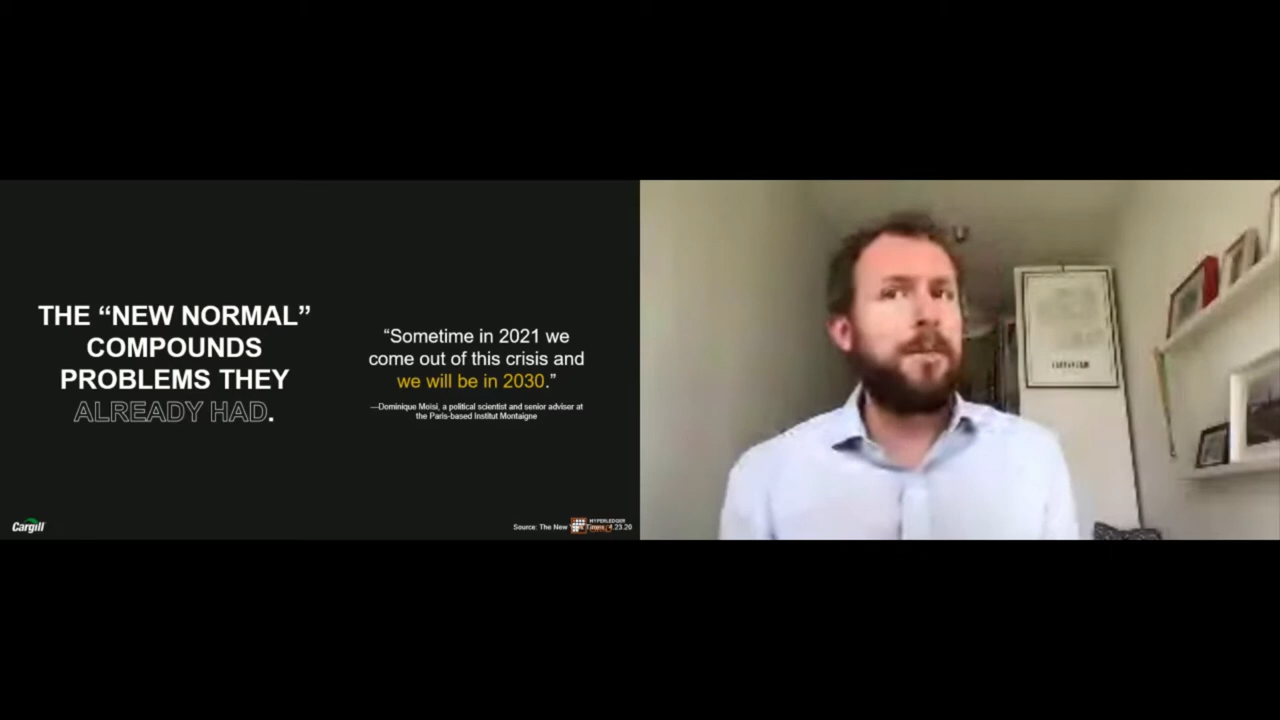 THE “NEW NORMAL”
COMPOUNDS
PROBLEMS THEY
ALREADY HAD.
“Sometime in 2021 we
come out of this crisis and
we will be in 2030.”
—Dominique Moïsi, a political scientist and senior adviser at
the Paris-based Institut Montaigne
Cargill
Source: The New Times, 4.23.20
HYPERLEDGER